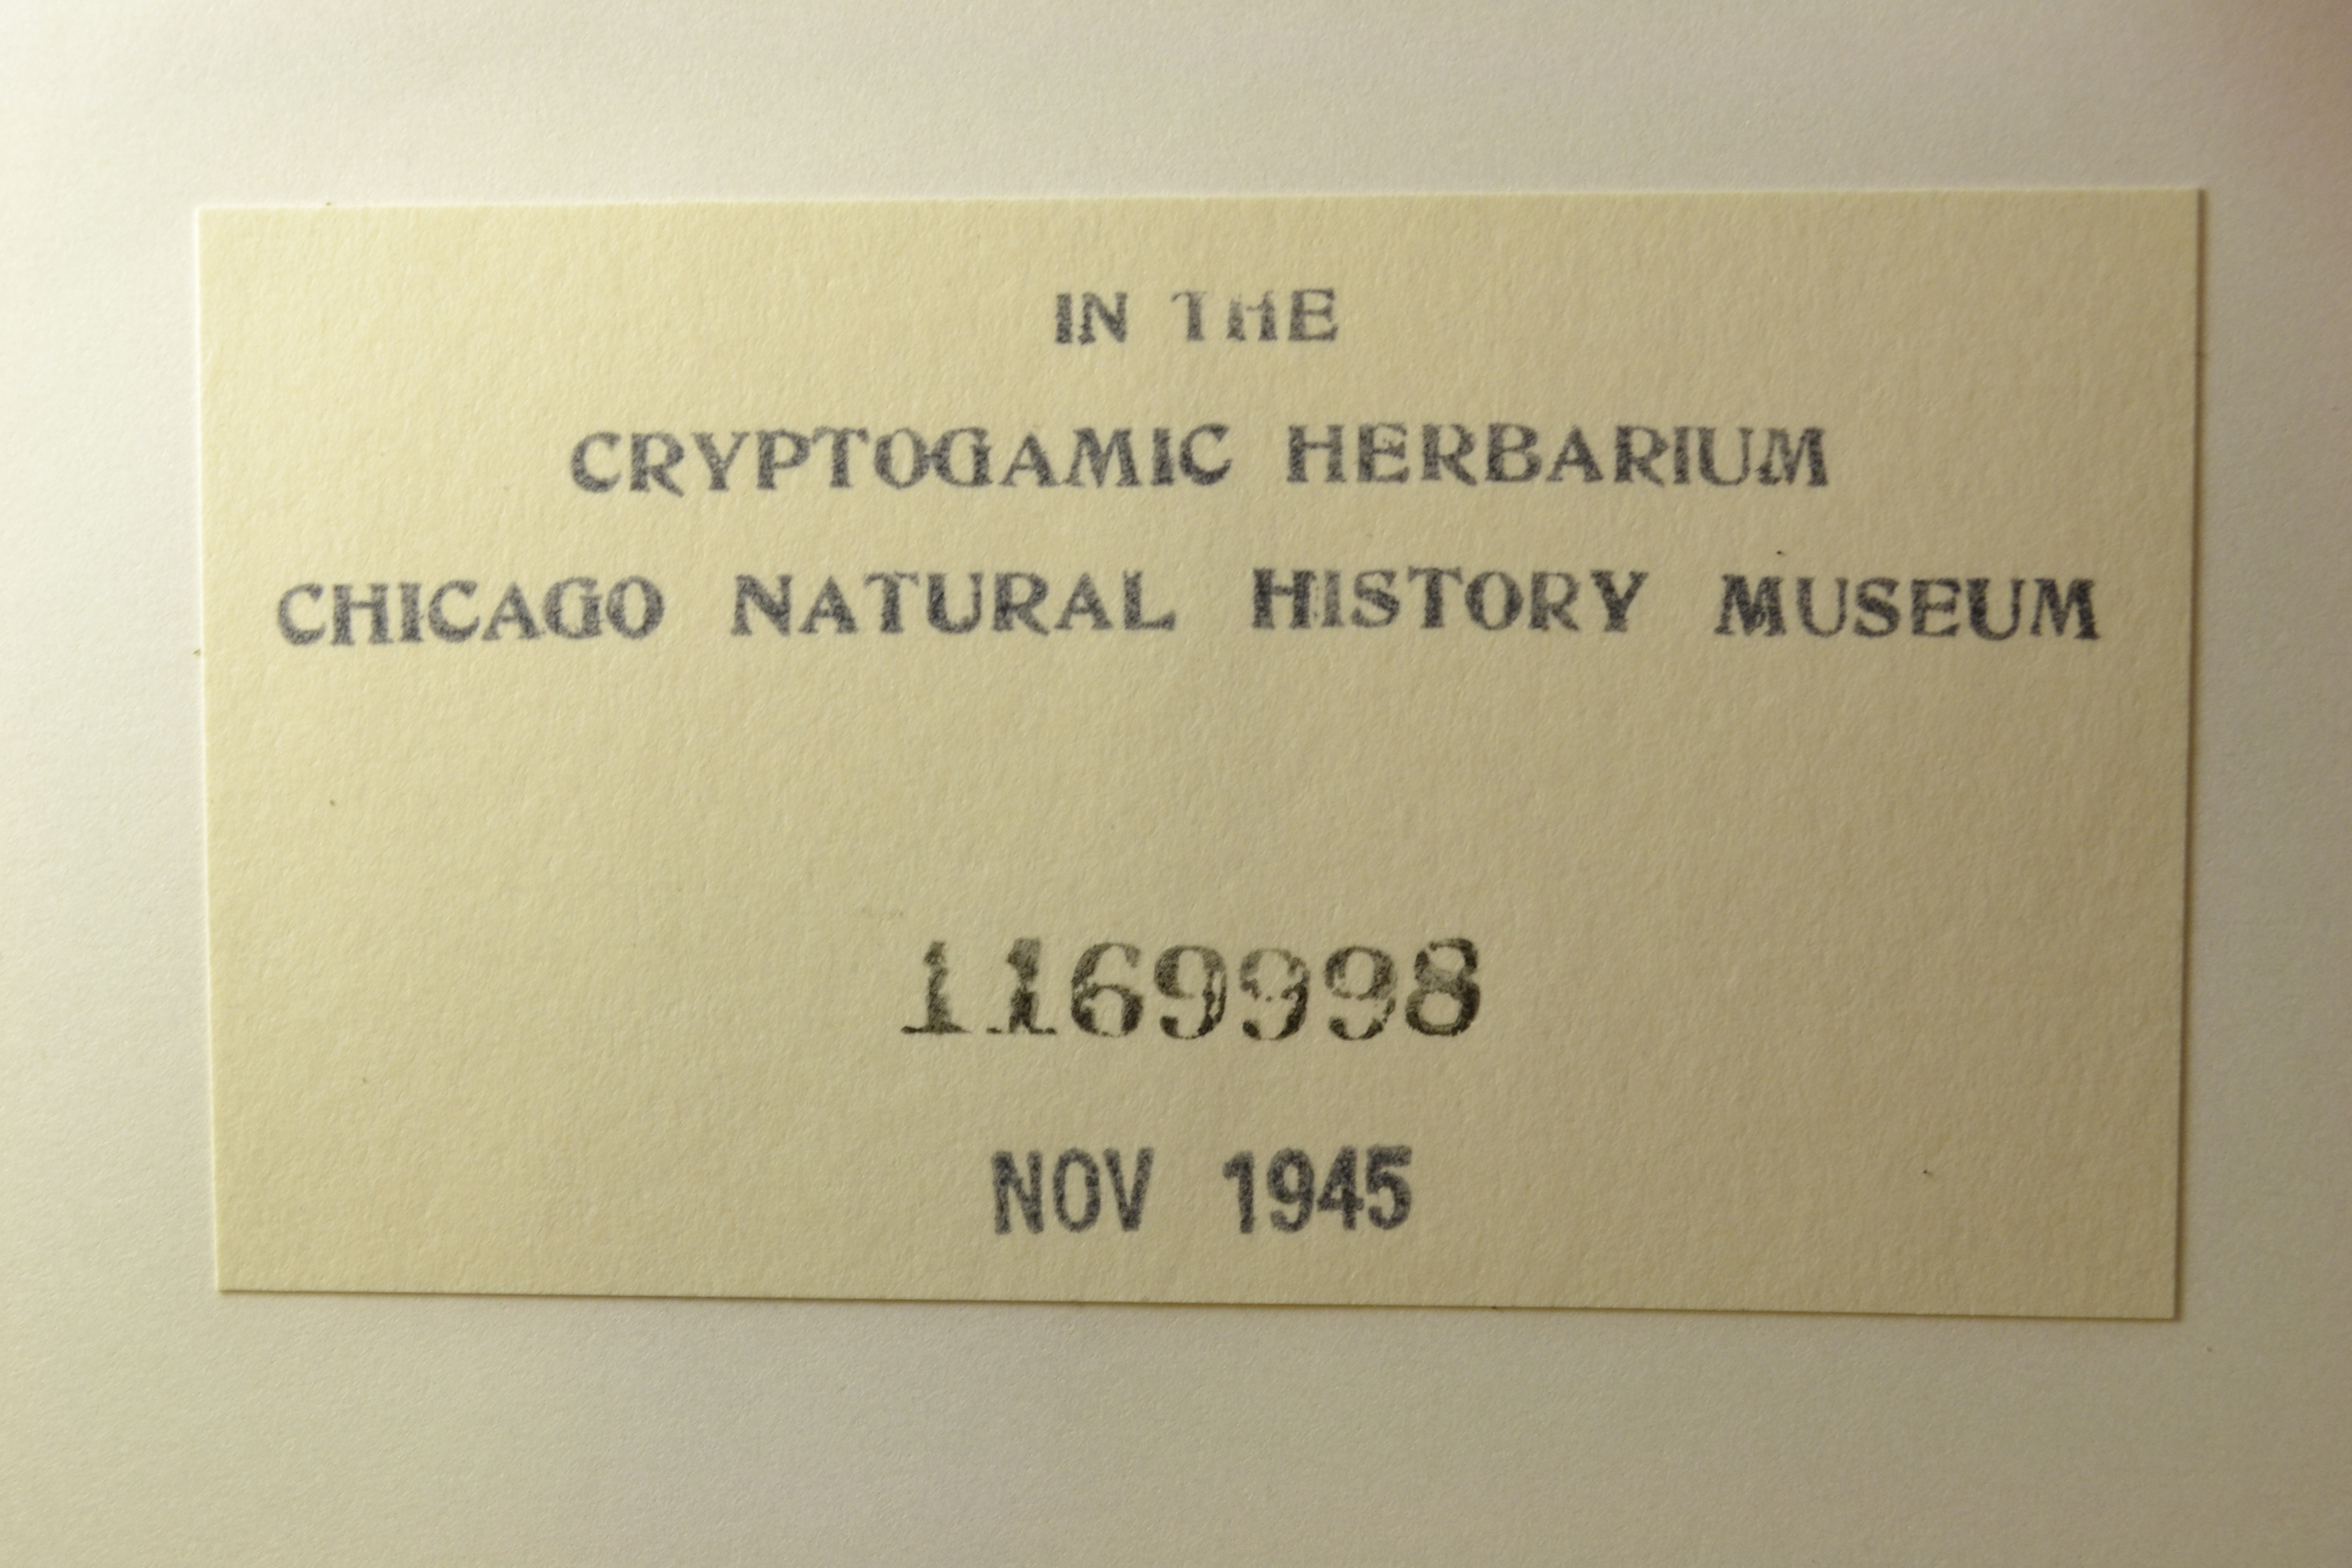 IN THE
CRYPTOGAMIC HERBARIUM
CHICAGO NATURAL HISTORY MUSEUM
1169998
NOV 1945